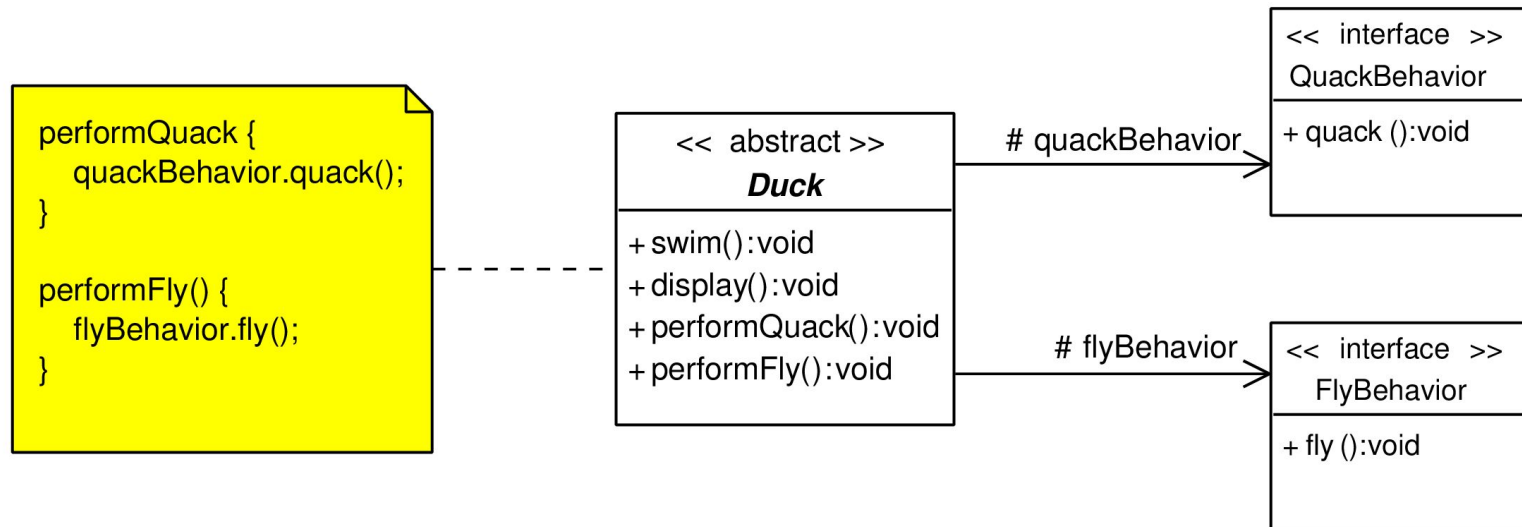 performQuack {
quackBehavior.quack();
}
performFly() {
flyBehavior.fly();
}
<< abstract >>
Duck
+ swim():void
+ display():void
+ performQuack():void
+ performFly():void
# quackBehavior
# flyBehavior
<< interface >>
QuackBehavior
+ quack ():void
<< interface >>
FlyBehavior
+ fly ():void